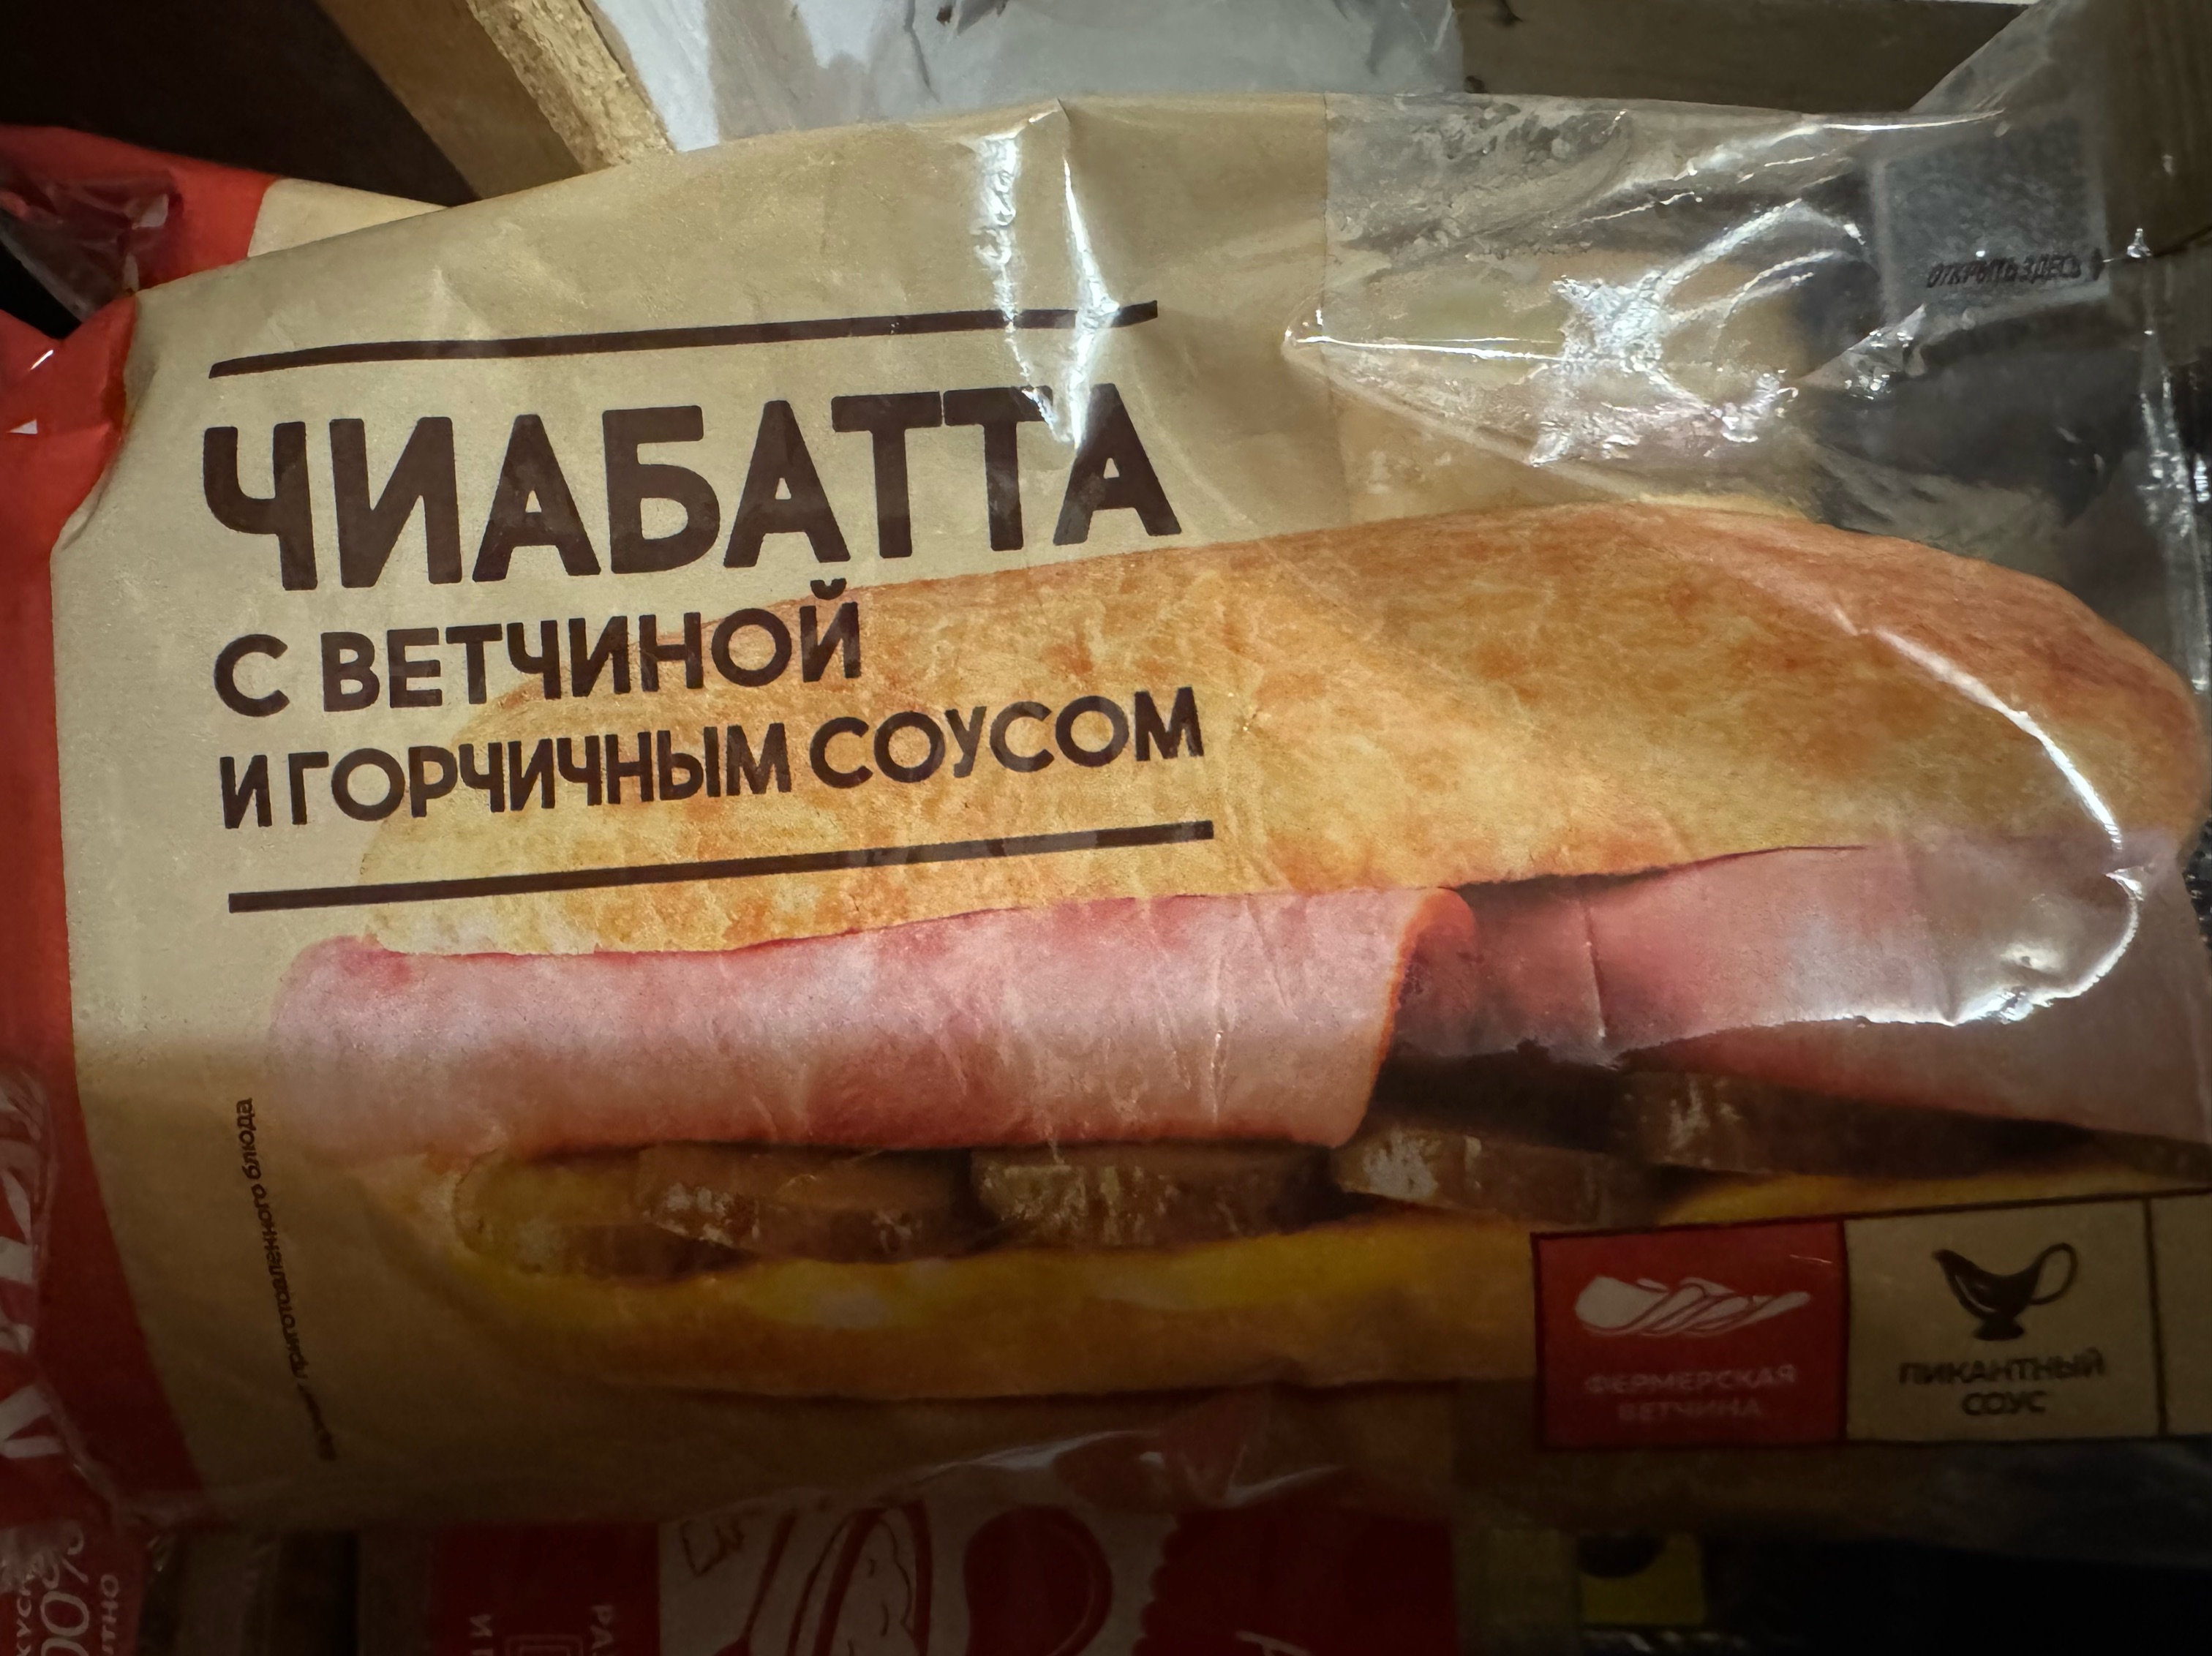 ОТКРЫТЬ ЗДЕСЬ
ЧИАБАТТА
С ВЕТЧИНОЙ
И ГОРЧИЧНЫМ СОУСОМ
приготовленного блюда
ФЕРМЕРСКАЯ
ВЕТЧИНА
ПИКАНТНЫЙ
СОУС